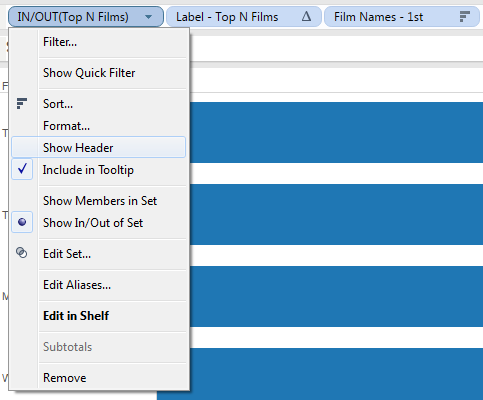 IN/OUT(Top N Films) Label - Top N Films Δ Film Names - 1st
Filter...
Show Quick Filter
Sort...
Format...
Show Header
Include in Tooltip
Show Members in Set
Show In/Out of Set
Edit Set...
Edit Aliases...
Edit in Shelf
Subtotals
Remove